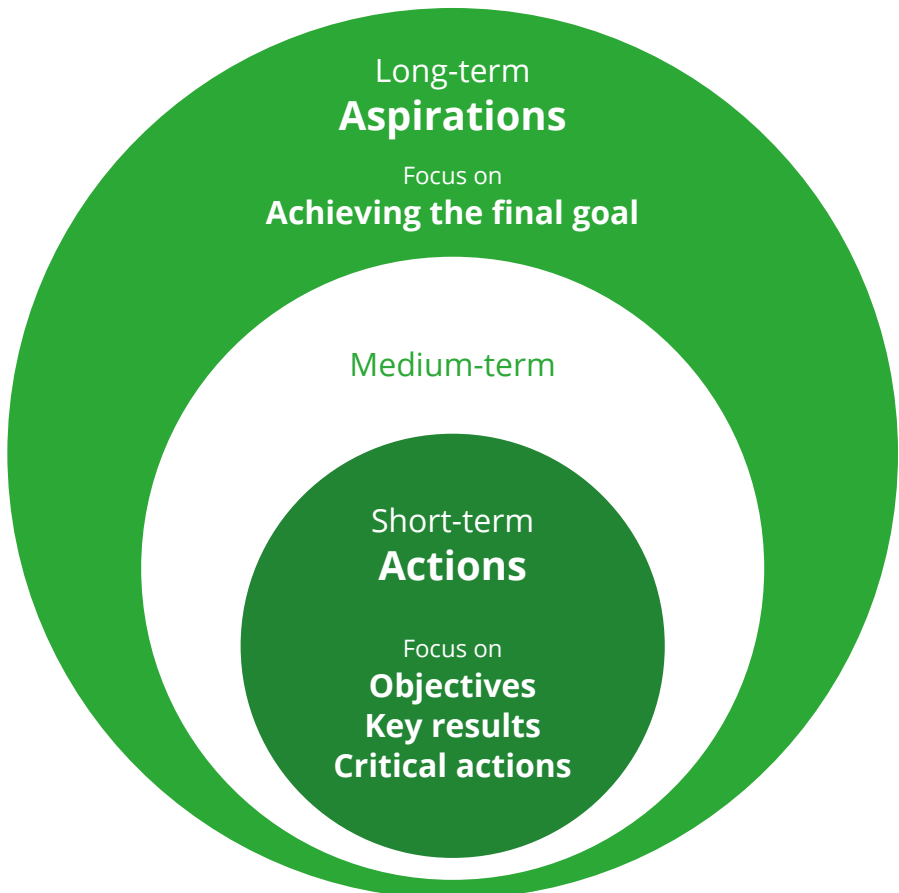 Long-term
Aspirations
Focus on
Achieving the final goal
Medium-term
Short-term
Actions
Focus on
Objectives
Key results
Critical actions